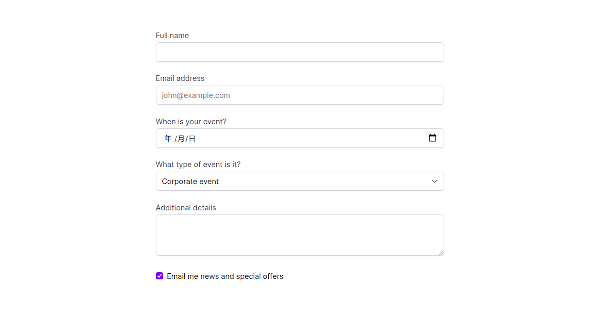 Full name
Email address
john@example.com
When is your event?
年 /月/日
What type of event is it?
Corporate event
Additional details
Email me news and special offers